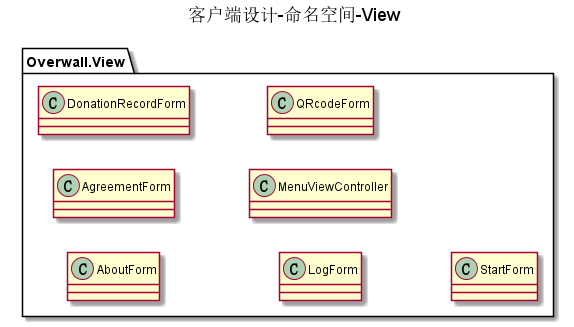 客户端设计-命名空间-View
Overwall.View
C DonationRecordForm
C QRcodeForm
C AgreementForm
C MenuViewController
C AboutForm
C LogForm
C StartForm